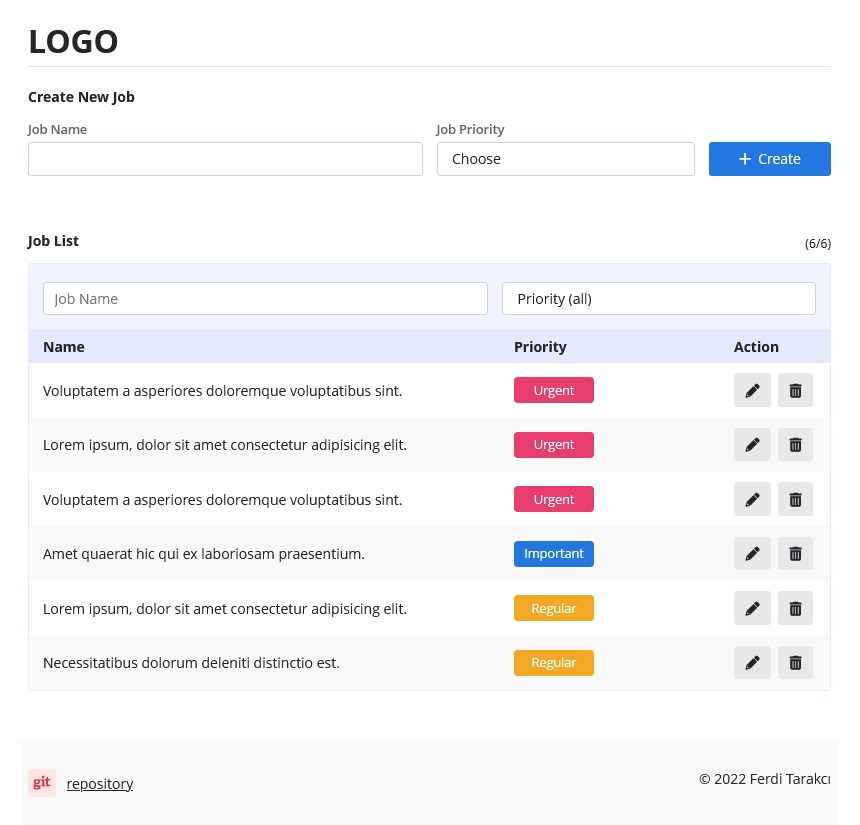 LOGO
Create New Job
Job Name Job Priority
Choose + Create
Job List (6/6)
Job Name Priority (all)
Name Priority Action
Voluptatem a asperiores doloremque voluptatibus sint. Urgent
Lorem ipsum, dolor sit amet consectetur adipisicing elit. Urgent
Voluptatem a asperiores doloremque voluptatibus sint. Urgent
Amet quaerat hic qui ex laboriosam praesentium. Important
Lorem ipsum, dolor sit amet consectetur adipisicing elit. Regular
Necessitatibus dolorum deleniti distinctio est. Regular
git repository © 2022 Ferdi Tarakcı